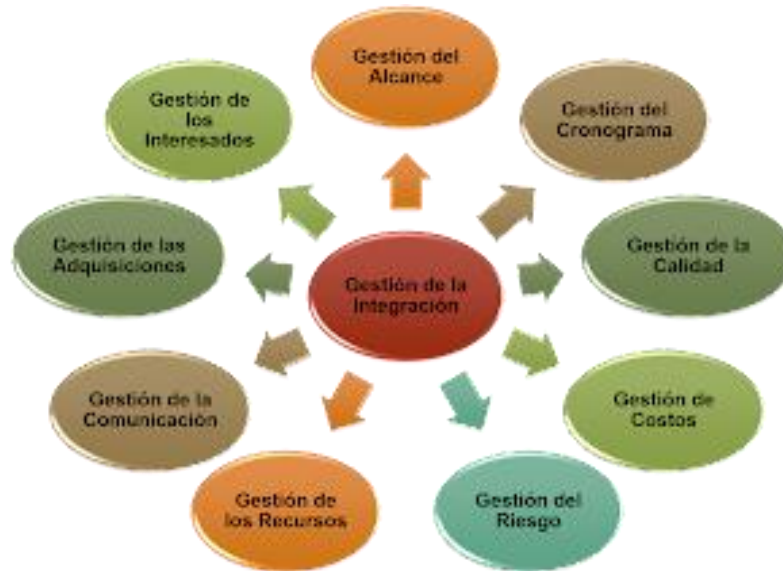 Gestión del
Alcance
Gestión del
Cronograma
Gestión de la
Calidad
Gestión de
Costos
Gestión del
Riesgo
Gestión de
los Recursos
Gestión de la
Comunicación
Gestión de las
Adquisiciones
Gestión de
los
Interesados
Gestión de la
Integración